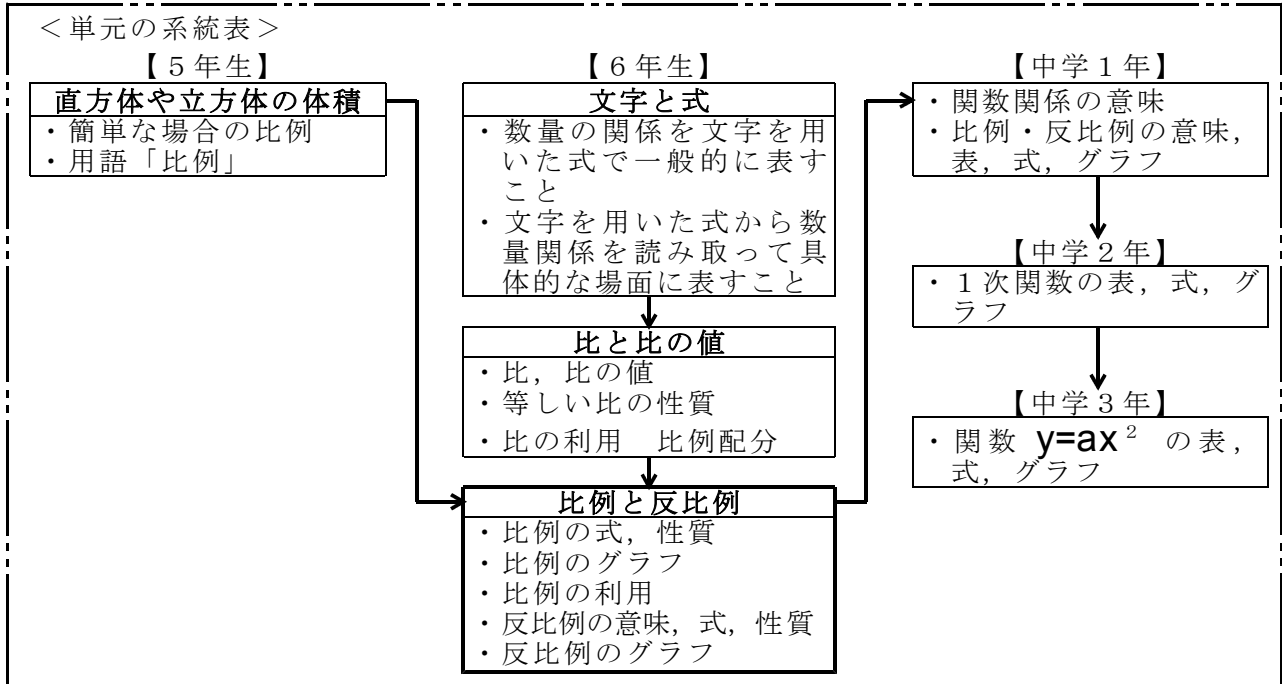 ＜単元の系統表＞
【５年生】
直方体や立方体の体積
・簡単な場合の比例
・用語「比例」
【６年生】
文字と式
・数量の関係を文字を用
いた式で一般的に表す
こと
・文字を用いた式から数
量関係を読み取って具
体的な場面に表すこと
比と比の値
・比，比の値
・等しい比の性質
・比の利用　比例配分
比例と反比例
・比例の式，性質
・比例のグラフ
・比例の利用
・反比例の意味，式，性質
・反比例のグラフ
【中学１年】
・関数関係の意味
・比例・反比例の意味，
表，式，グラフ
【中学２年】
・１次関数の表，式，グ
ラフ
【中学３年】
・関数 y=ax² の表，
式，グラフ